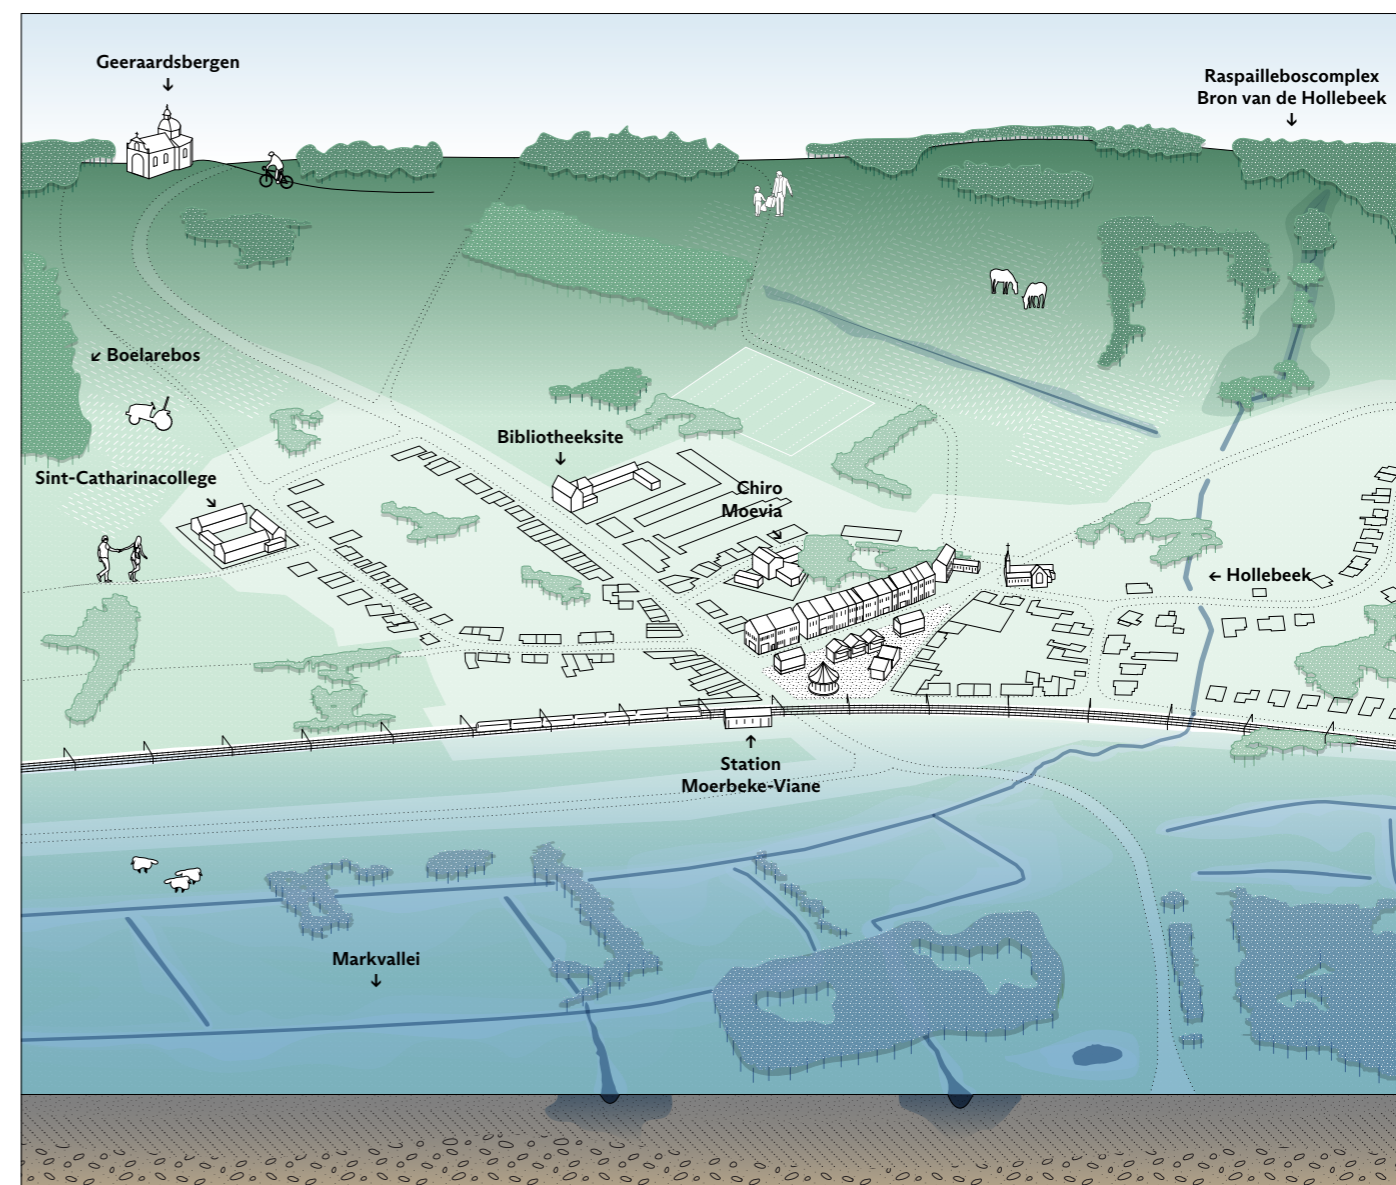 Geeraardsbergen
Raspailleboscomplex
Bron van de Hollebeek
Boelarebos
Bibliotheeksite
Sint-Catharinacollege
Chiro
Moevia
Hollebeek
Station
Moerbeke-Viane
Markvallei